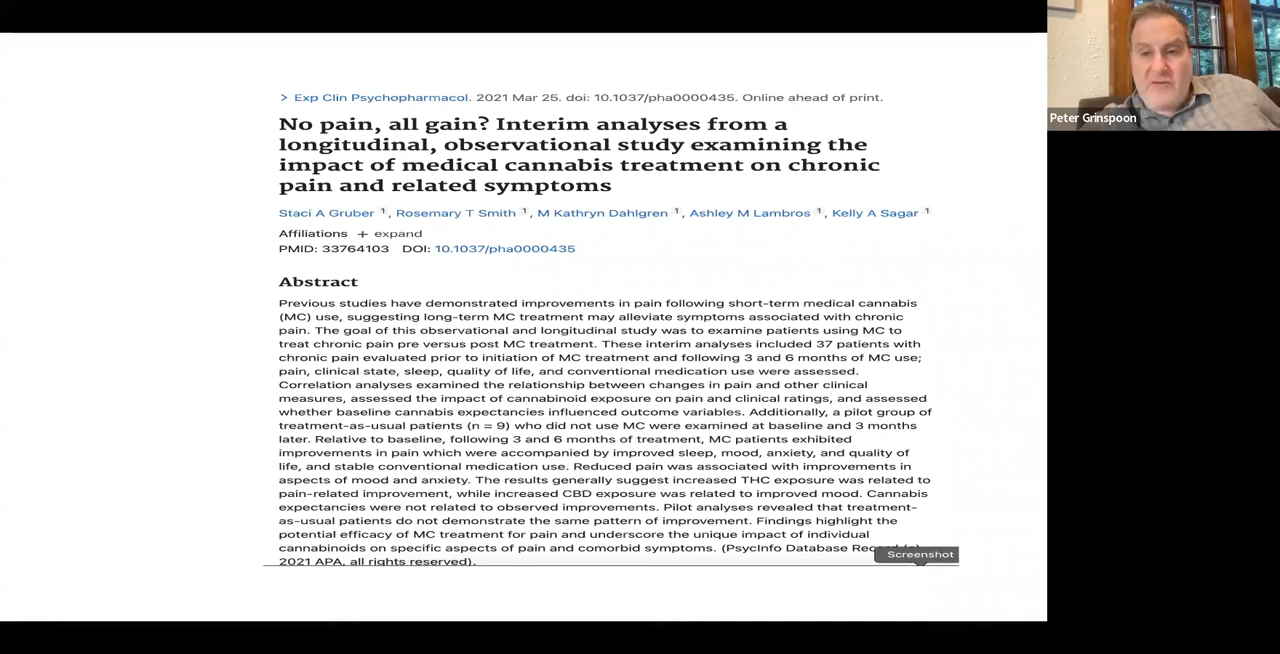 > Exp Clin Psychopharmacol. 2021 Mar 25. doi: 10.1037/pha0000435. Online ahead of print.
No pain, all gain? Interim analyses from a
longitudinal, observational study examining the
impact of medical cannabis treatment on chronic
pain and related symptoms
Staci A Gruber 1, Rosemary T Smith 1, M Kathryn Dahlgren 1, Ashley M Lambros 1, Kelly A Sagar 1
Affiliations + expand
PMID: 33764103 DOI: 10.1037/pha0000435
Abstract
Previous studies have demonstrated improvements in pain following short-term medical cannabis
(MC) use, suggesting long-term MC treatment may alleviate symptoms associated with chronic
pain. The goal of this observational and longitudinal study was to examine patients using MC to
treat chronic pain pre versus post MC treatment. These interim analyses included 37 patients with
chronic pain evaluated prior to initiation of MC treatment and following 3 and 6 months of MC use;
pain, clinical state, sleep, quality of life, and conventional medication use were assessed.
Correlation analyses examined the relationship between changes in pain and other clinical
measures, assessed the impact of cannabinoid exposure on pain and clinical ratings, and assessed
whether baseline cannabis expectancies influenced outcome variables. Additionally, a pilot group of
treatment-as-usual patients (n = 9) who did not use MC were examined at baseline and 3 months
later. Relative to baseline, following 3 and 6 months of treatment, MC patients exhibited
improvements in pain which were accompanied by improved sleep, mood, anxiety, and quality of
life, and stable conventional medication use. Reduced pain was associated with improvements in
aspects of mood and anxiety. The results generally suggest increased THC exposure was related to
pain-related improvement, while increased CBD exposure was related to improved mood. Cannabis
expectancies were not related to observed improvements. Pilot analyses revealed that treatment-
as-usual patients do not demonstrate the same pattern of improvement. Findings highlight the
potential efficacy of MC treatment for pain and underscore the unique impact of individual
cannabinoids on specific aspects of pain and comorbid symptoms. (PsycInfo Database
2021 APA, all rights reserved).
Screenshot
Peter Grinspoon